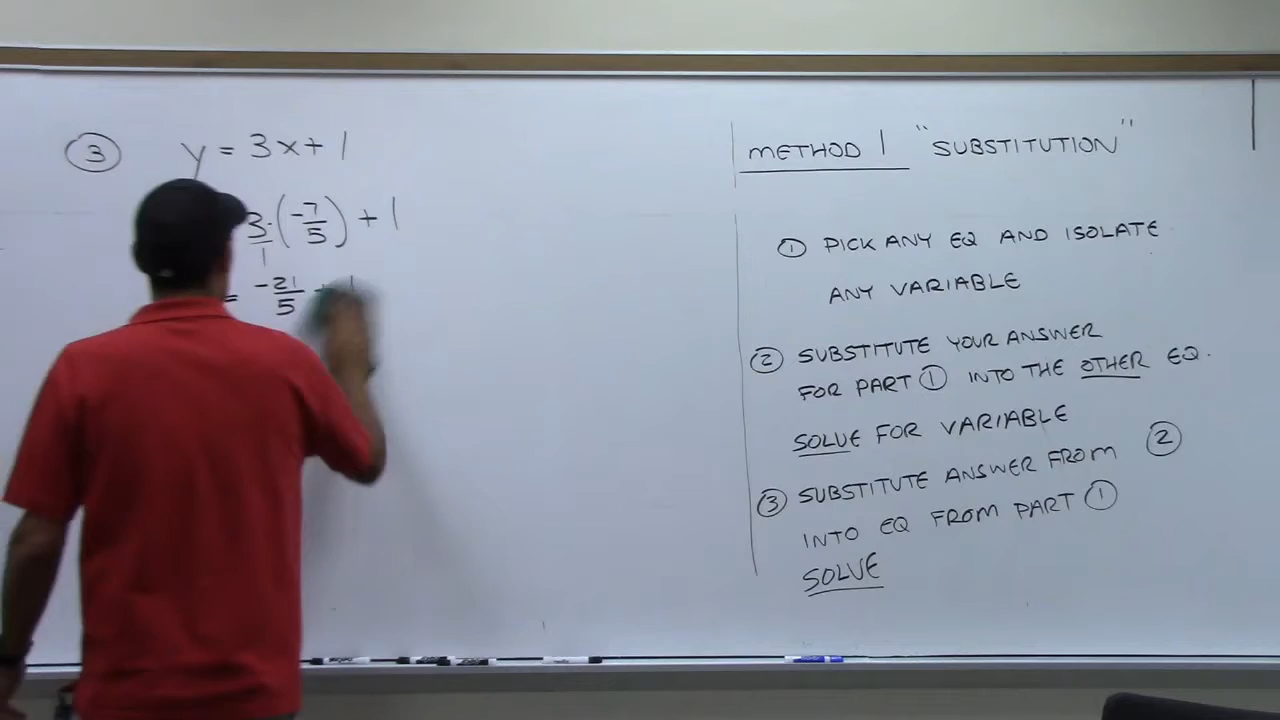 ③ y = 3x + 1
3/1 · (-7/5) + 1
= -21/5 + 1
METHOD 1 "SUBSTITUTION"
① PICK ANY EQ AND ISOLATE
ANY VARIABLE
② SUBSTITUTE YOUR ANSWER
FOR PART ① INTO THE OTHER EQ.
SOLVE FOR VARIABLE
③ SUBSTITUTE ANSWER FROM ②
INTO EQ FROM PART ①
SOLVE